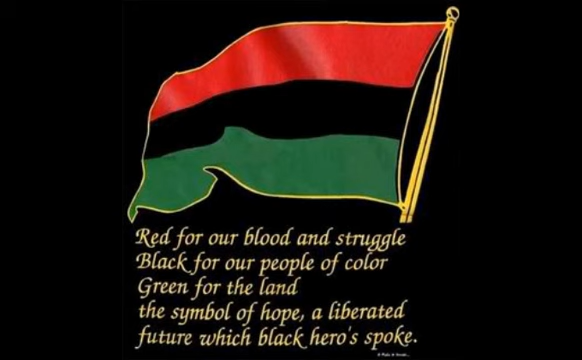 Red for our blood and struggle
Black for our people of color
Green for the land
the symbol of hope, a liberated
future which black hero's spoke.